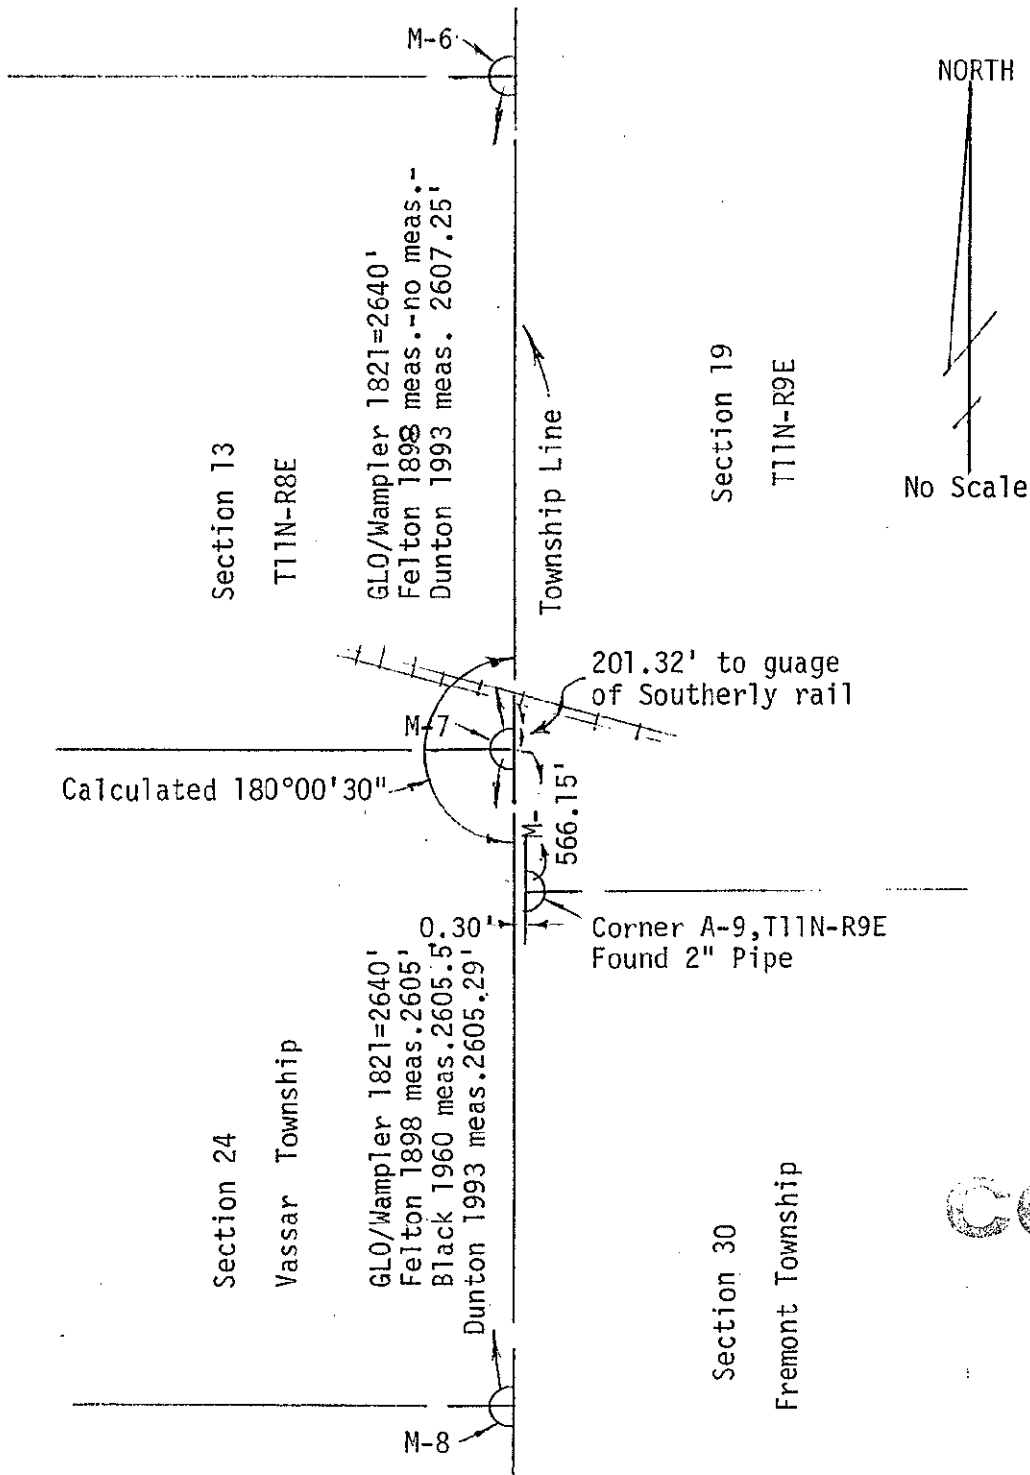 M-6
NORTH
No Scale
Section 13
T11N-R8E
GLO/Wampler 1821=2640'
Felton 1898 meas.-no meas.-
Dunton 1993 meas. 2607.25'
Township Line
Section 19
T11N-R9E
201.32' to guage
of Southerly rail
M-7
Calculated 180°00'30"
M-
566.15'
0.30'
Corner A-9,T11N-R9E
Found 2" Pipe
Section 24
Vassar Township
GLO/Wampler 1821=2640'
Felton 1898 meas.2605'
Black 1960 meas.2605.5'
Dunton 1993 meas.2605.29'
Section 30
Fremont Township
M-8